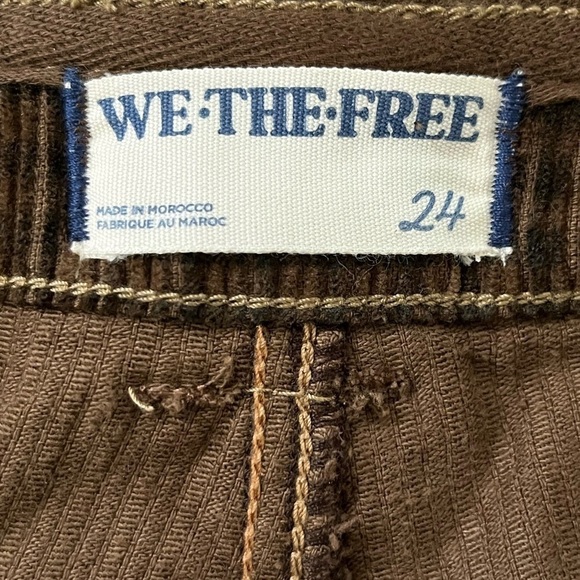 WE·THE·FREE
MADE IN MOROCCO
FABRIQUE AU MAROC
24